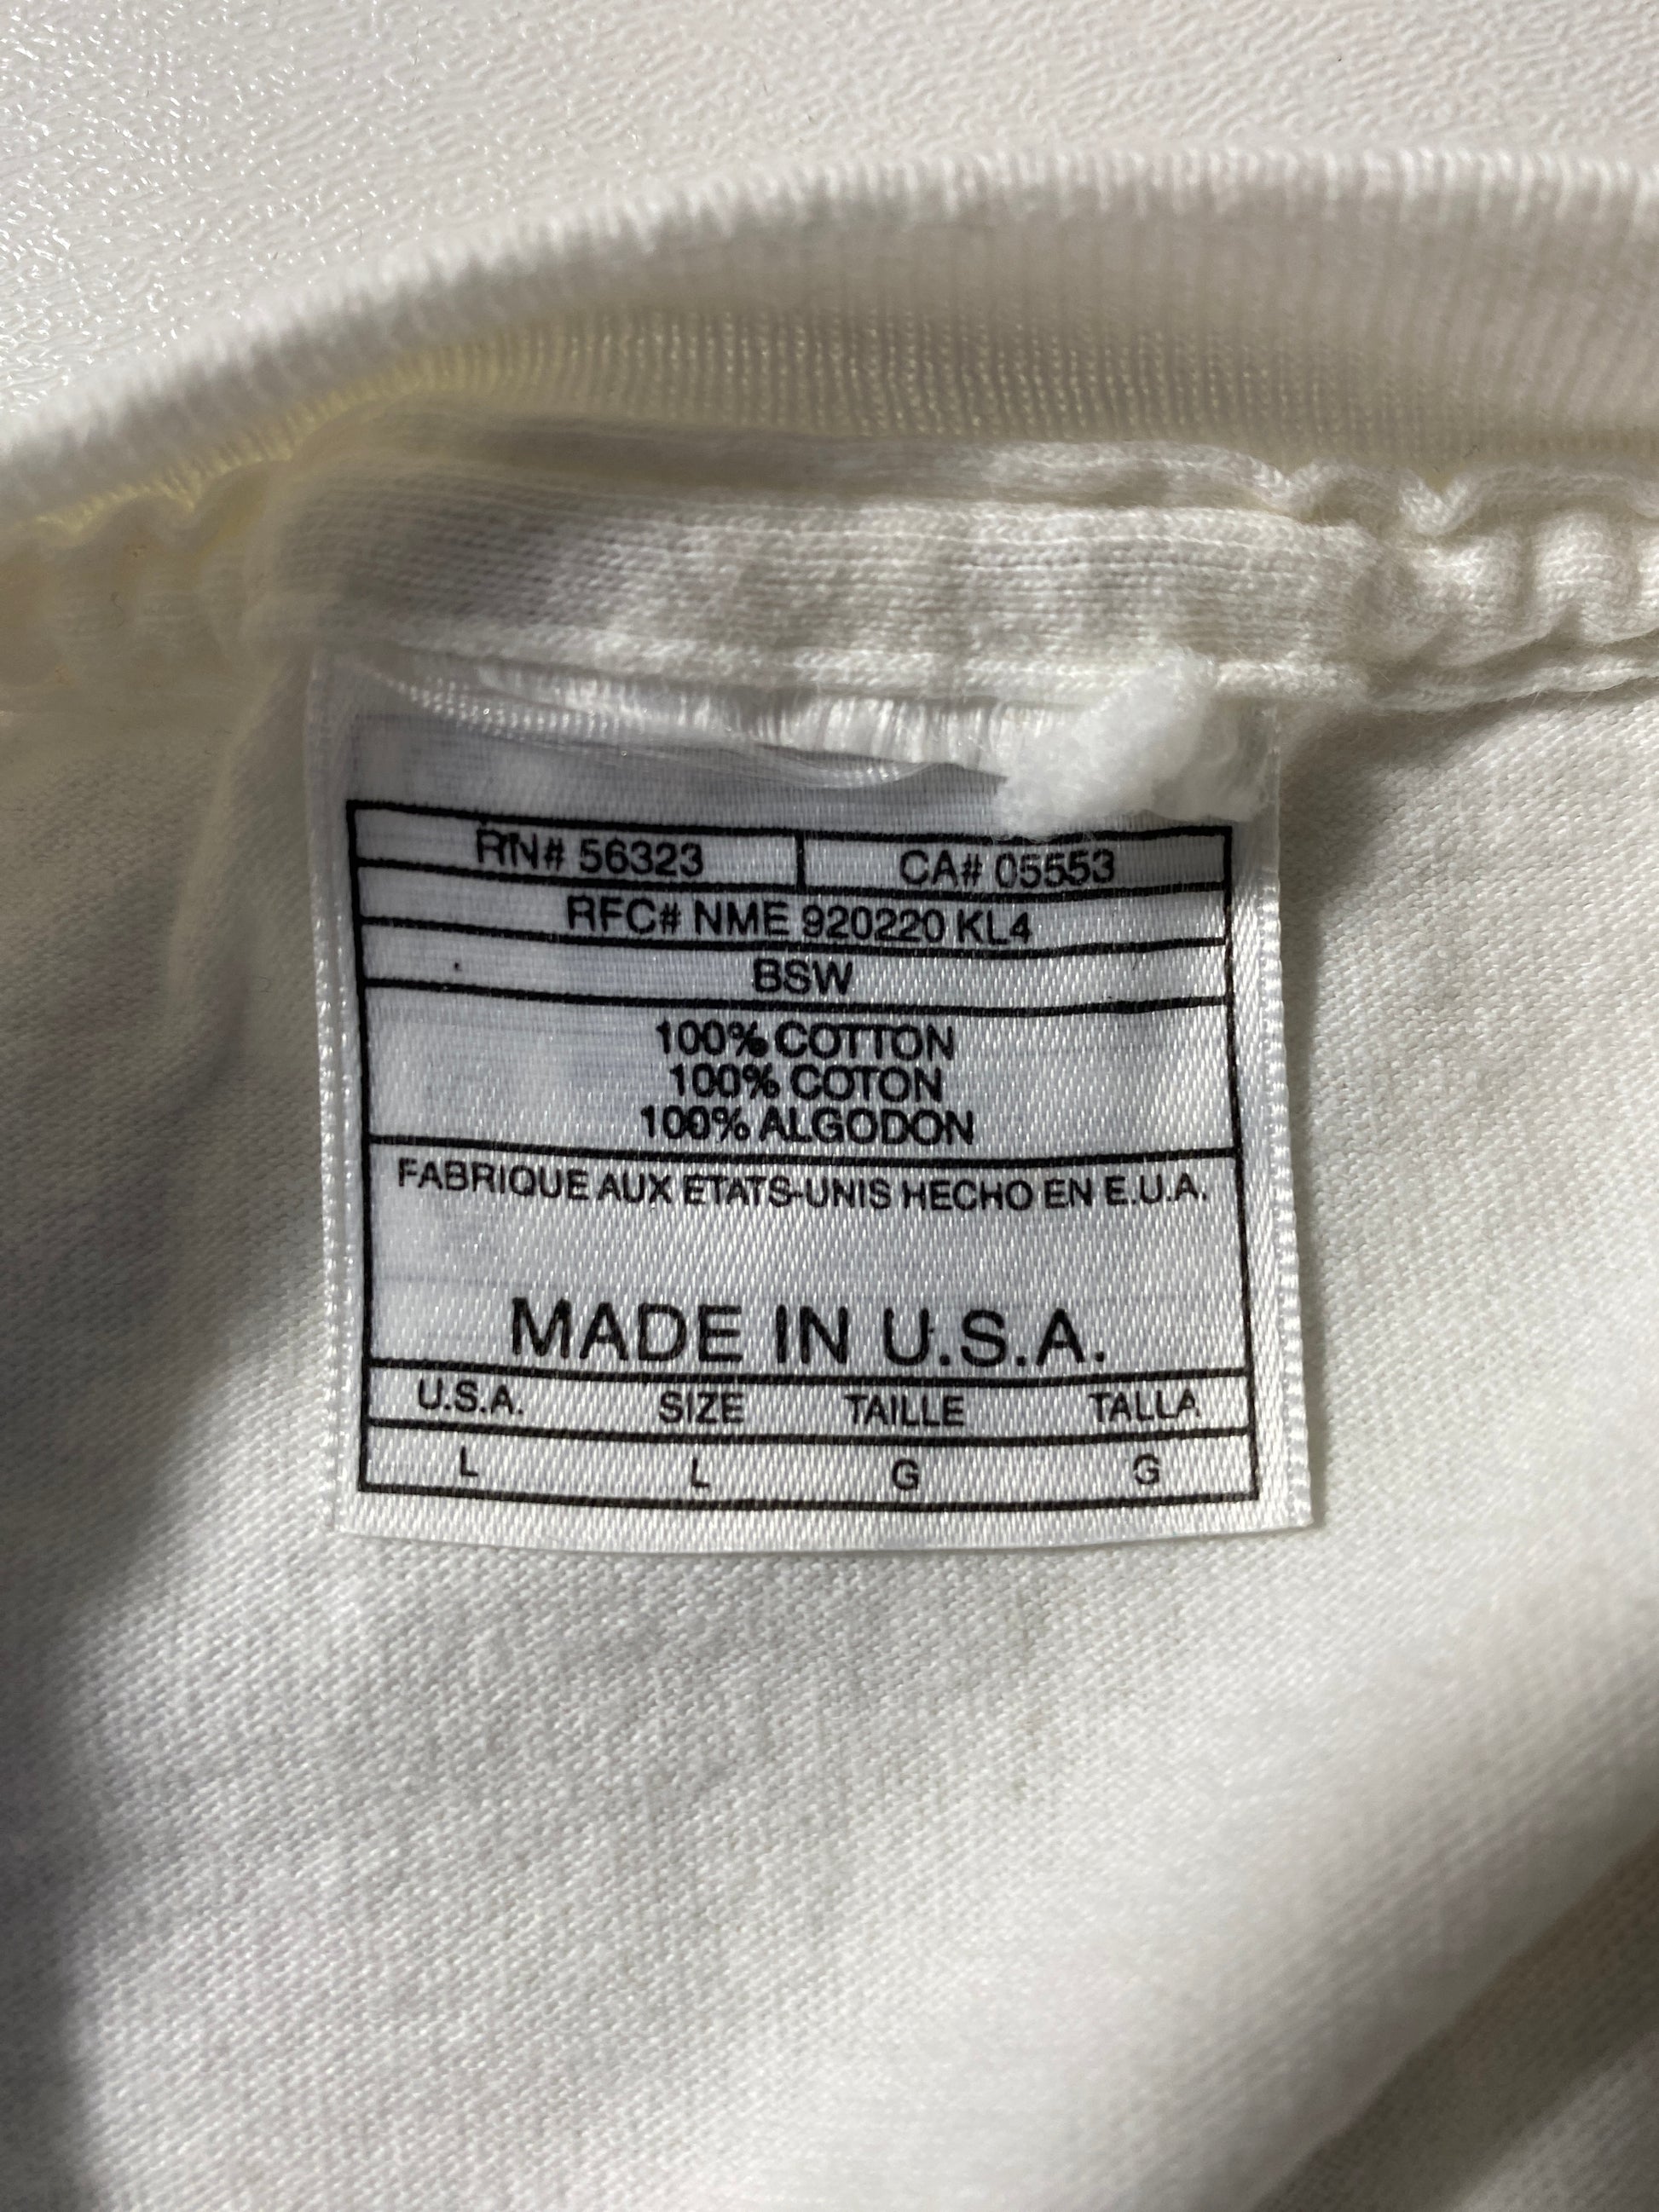 RN# 56323 CA# 05553
RFC# NME 920220 KL4
BSW
100% COTTON
100% COTON
100% ALGODON
FABRIQUE AUX ETATS-UNIS HECHO EN E.U.A.
MADE IN U.S.A.
U.S.A. SIZE TAILLE TALLA
L L G G